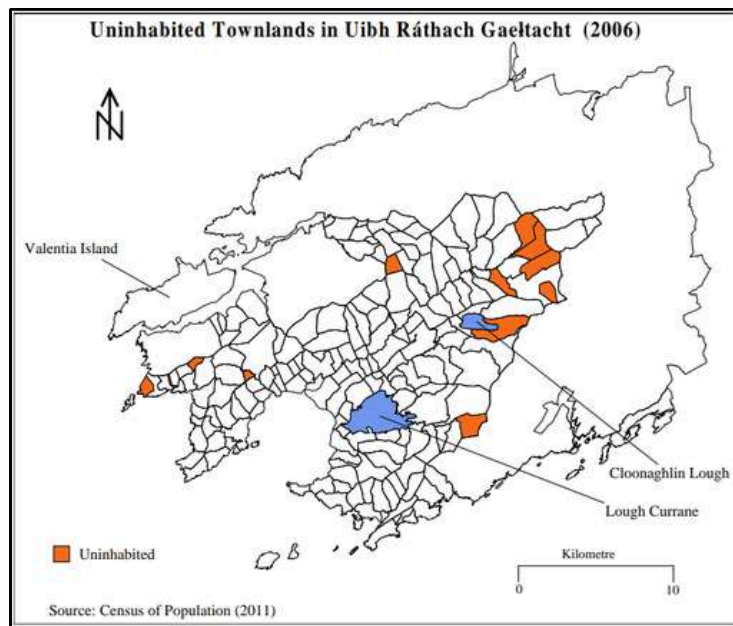 Uninhabited Townlands in Uibh Ráthach Gaełtacht (2006)
N
Valentia Island
Cloonaghlin Lough
Lough Currane
Uninhabited
Kilometre
0 10
Source: Census of Population (2011)